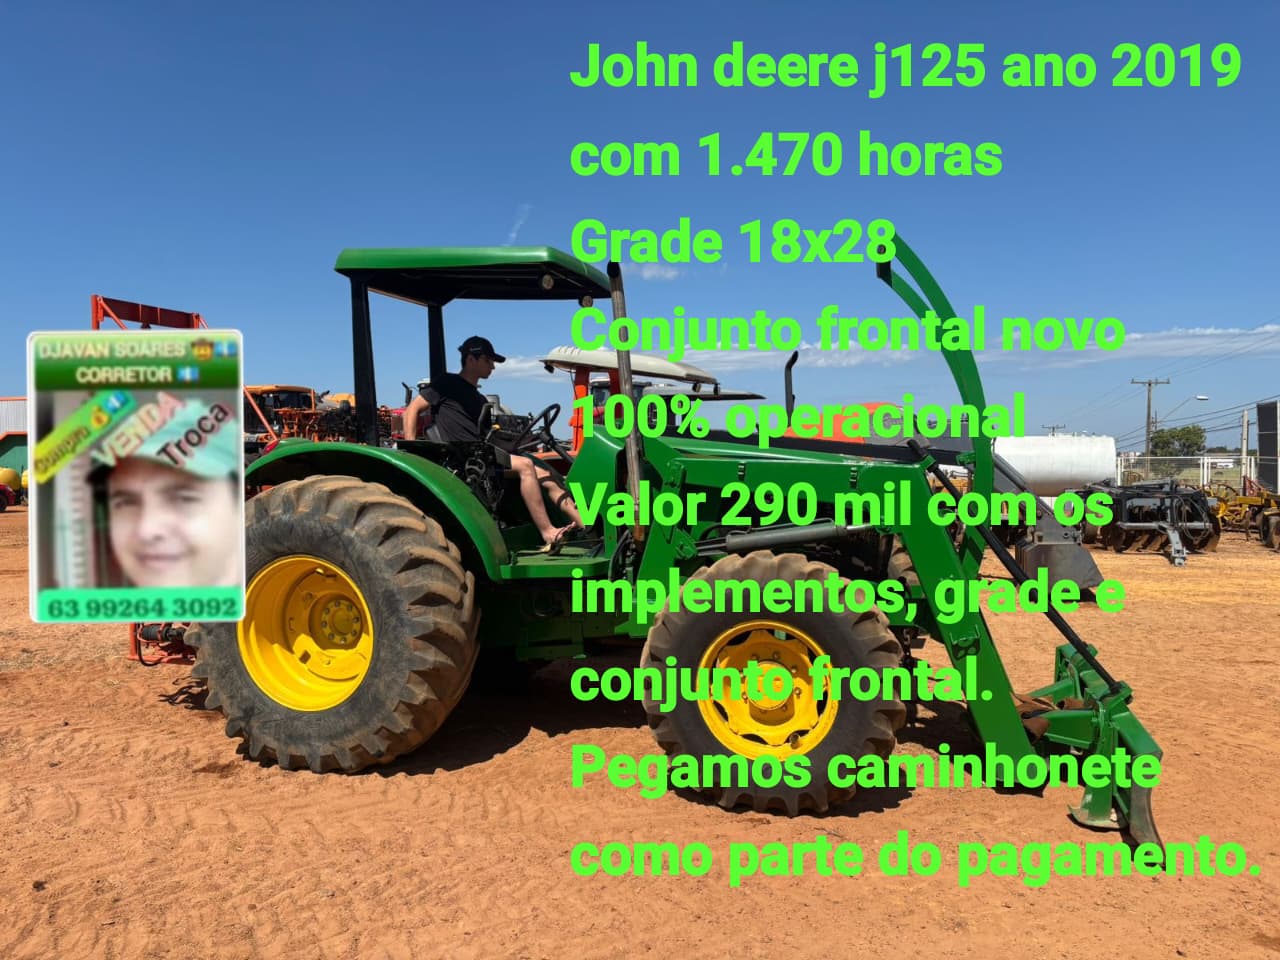 John deere j125 ano 2019
com 1.470 horas
Grade 18x28
Conjunto frontal novo
100% operacional
Valor 290 mil com os
implementos, grade e
conjunto frontal.
Pegamos caminhonete
como parte do pagamento.
DJAVAN SOARES
CORRETOR
Compro
VENDA
Troca
63 99264 3092